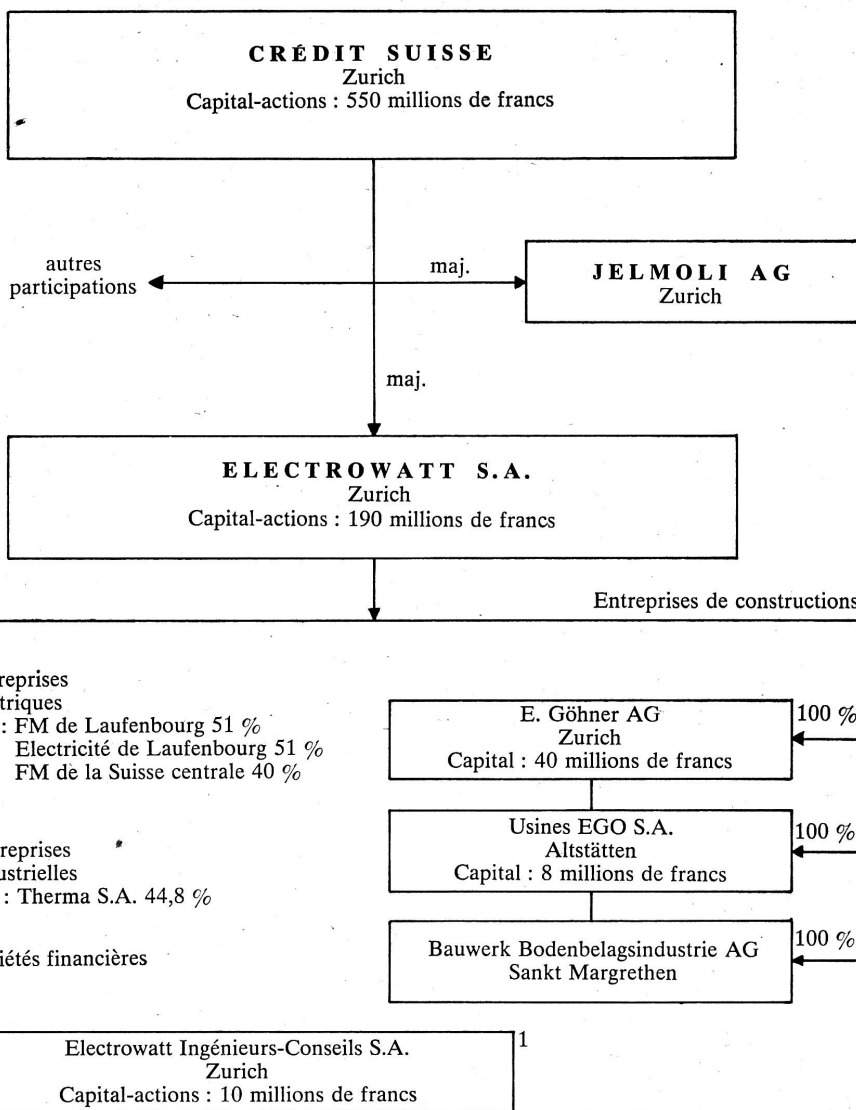 CRÉDIT SUISSE
Zurich
Capital-actions : 550 millions de francs
autres
participations
maj.
JELMOLI AG
Zurich
maj.
ELECTROWATT S.A.
Zurich
Capital-actions : 190 millions de francs
Entreprises de constructions
reprises
triques
: FM de Laufenbourg 51 %
Electricité de Laufenbourg 51 %
FM de la Suisse centrale 40 %
reprises
ustrielles
: Therma S.A. 44,8 %
iétés financières
E. Göhner AG
Zurich
Capital : 40 millions de francs
100 %
Usines EGO S.A.
Altstätten
Capital : 8 millions de francs
100 %
Bauwerk Bodenbelagsindustrie AG
Sankt Margrethen
100 %
Electrowatt Ingénieurs-Conseils S.A.
Zurich
Capital-actions : 10 millions de francs
1